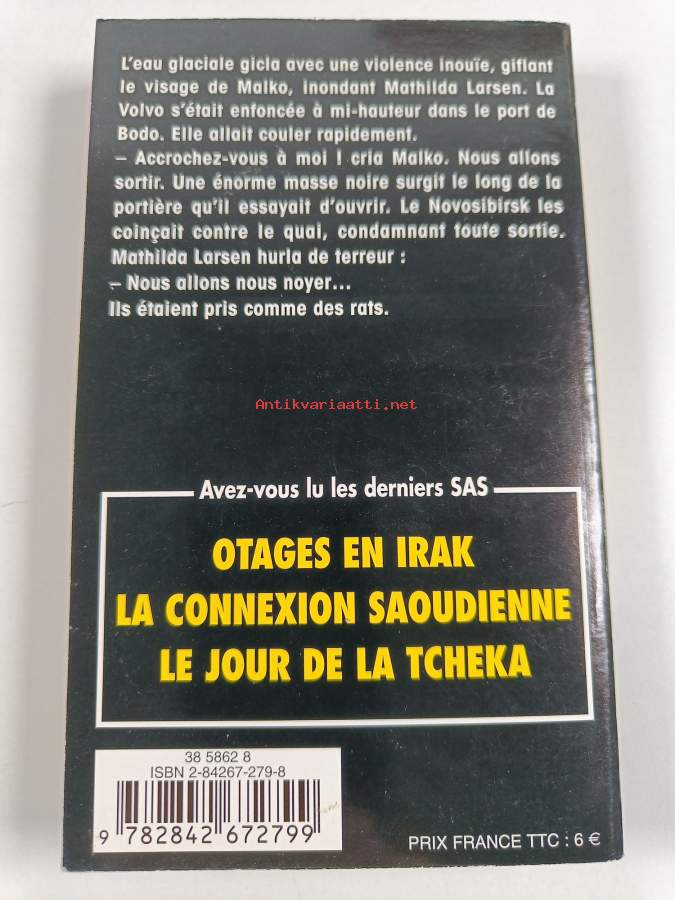 L'eau glaciale gicla avec une violence inouïe, giflant
le visage de Malko, inondant Mathilda Larsen. La
Volvo s'était enfoncée à mi-hauteur dans le port de
Bodo. Elle allait couler rapidement.
– Accrochez-vous à moi ! cria Malko. Nous allons
sortir. Une énorme masse noire surgit le long de la
portière qu'il essayait d'ouvrir. Le Novosibirsk les
coinçait contre le quai, condamnant toute sortie.
Mathilda Larsen hurla de terreur :
– Nous allons nous noyer...
Ils étaient pris comme des rats.
Antikvariaatti.net
Avez-vous lu les derniers SAS
OTAGES EN IRAK
LA CONNEXION SAOUDIENNE
LE JOUR DE LA TCHEKA
38 5862 8
ISBN 2-84267-279-8
9 782842 672799
PRIX FRANCE TTC : 6 €